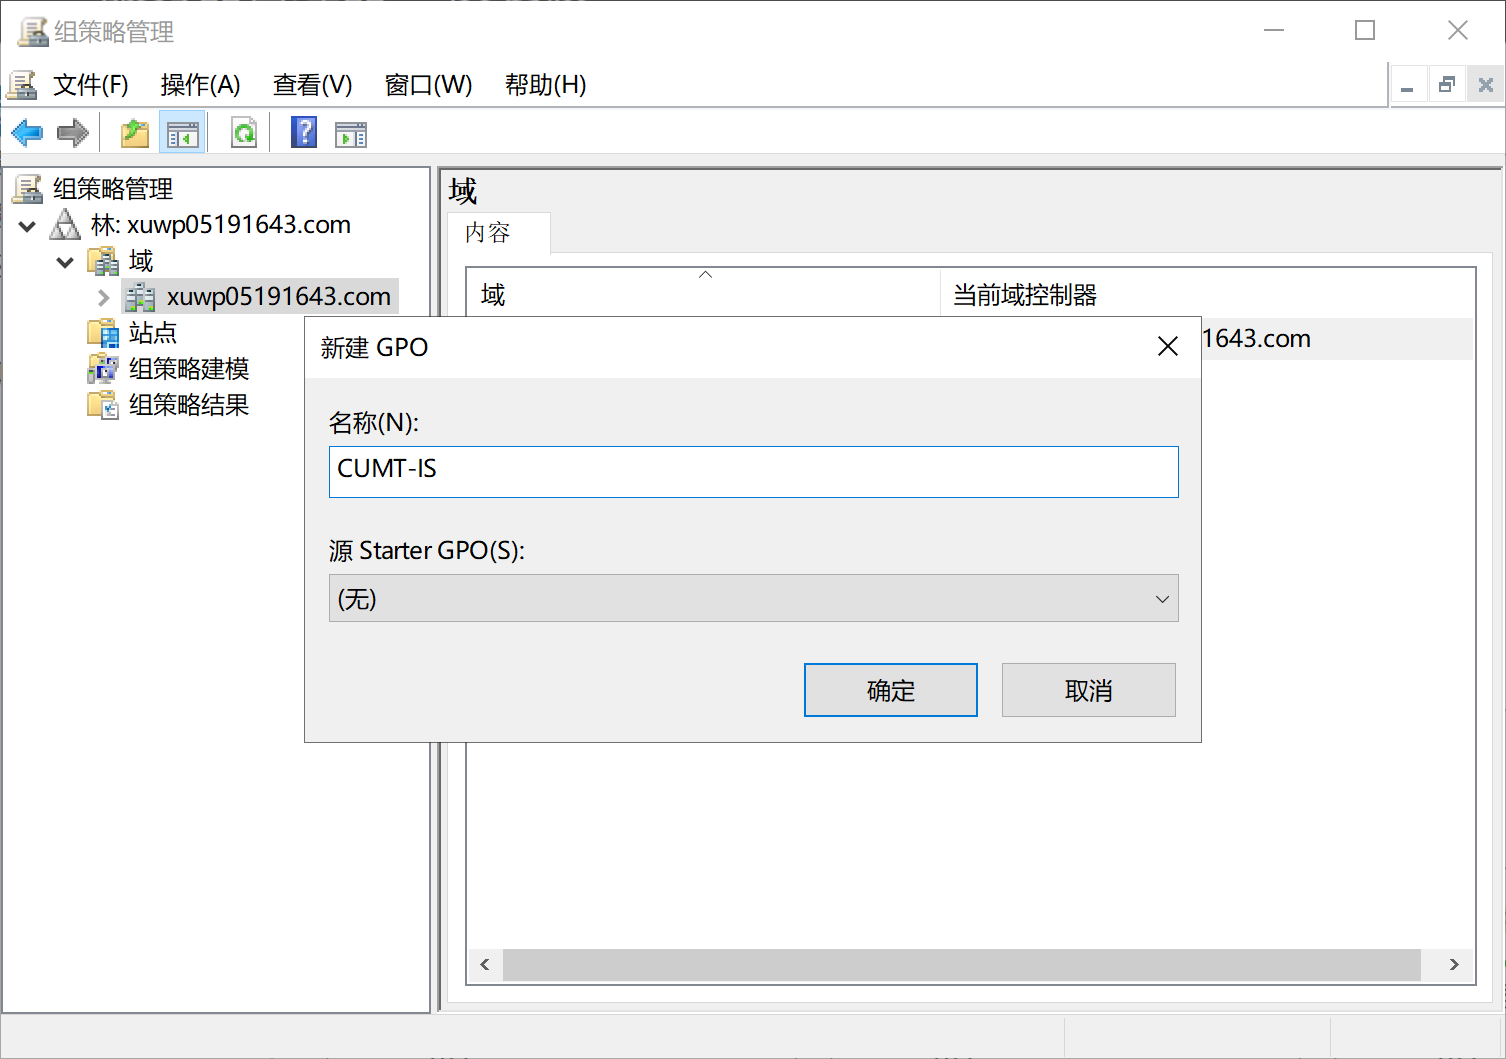 组策略管理
文件(F) 操作(A) 查看(V) 窗口(W) 帮助(H)
组策略管理
林: xuwp05191643.com
域
xuwp05191643.com
站点
组策略建模
组策略结果
域
内容
域 当前域控制器
1643.com
新建 GPO
名称(N):
CUMT-IS
源 Starter GPO(S):
(无)
确定 取消